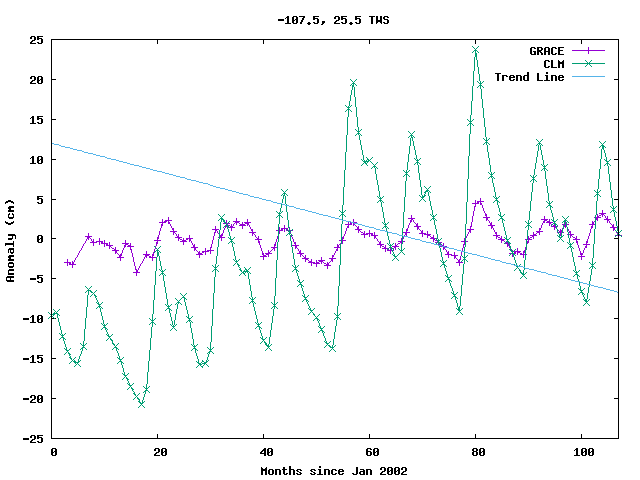 -107.5, 25.5 TWS
GRACE
CLM
Trend Line
25
20
15
10
5
0
-5
-10
-15
-20
-25
Anomaly (cm)
0 20 40 60 80 100
Months since Jan 2002